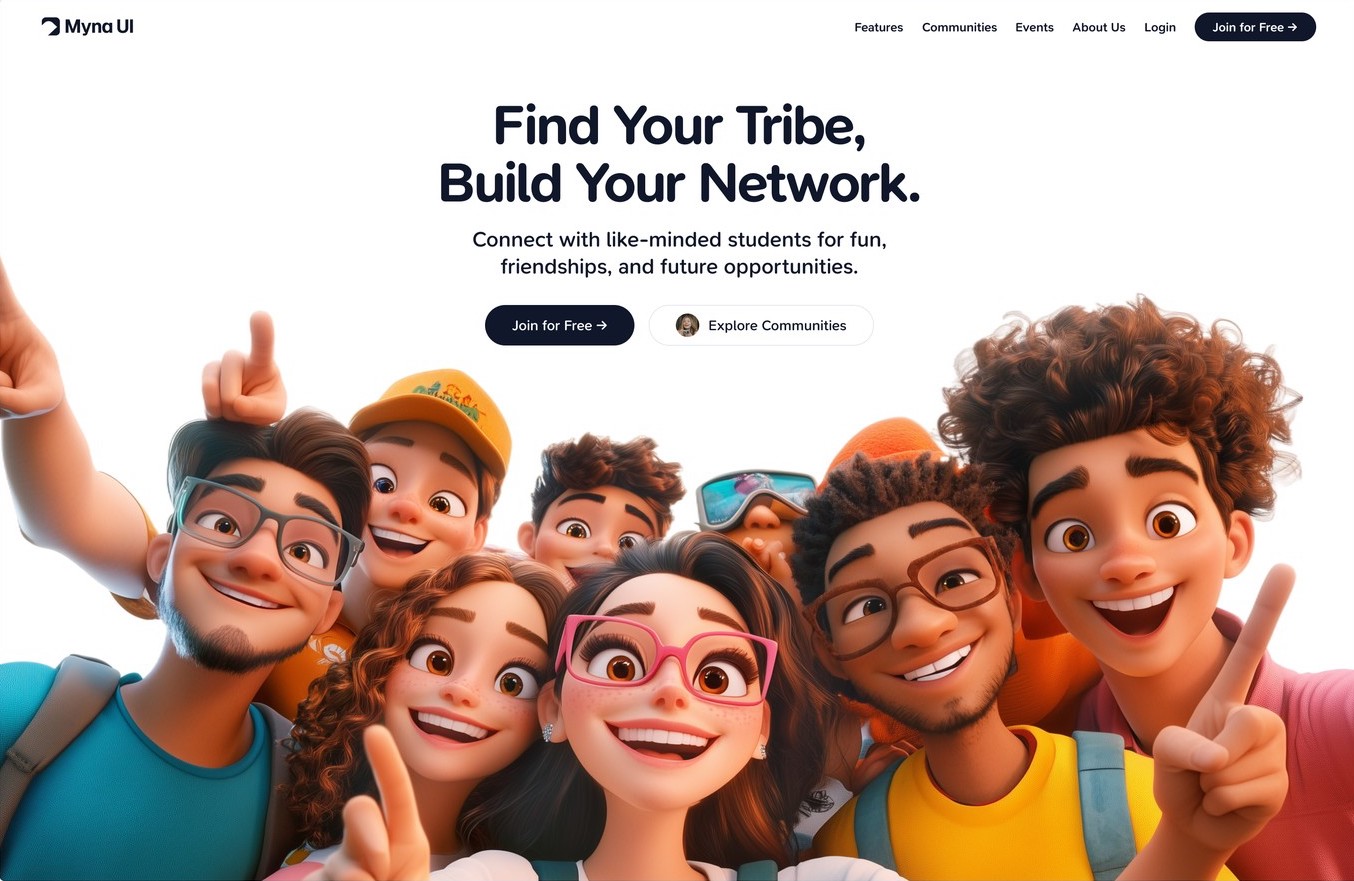 Myna UI
Features Communities Events About Us Login Join for Free →
Find Your Tribe,
Build Your Network.
Connect with like-minded students for fun,
friendships, and future opportunities.
Join for Free → Explore Communities